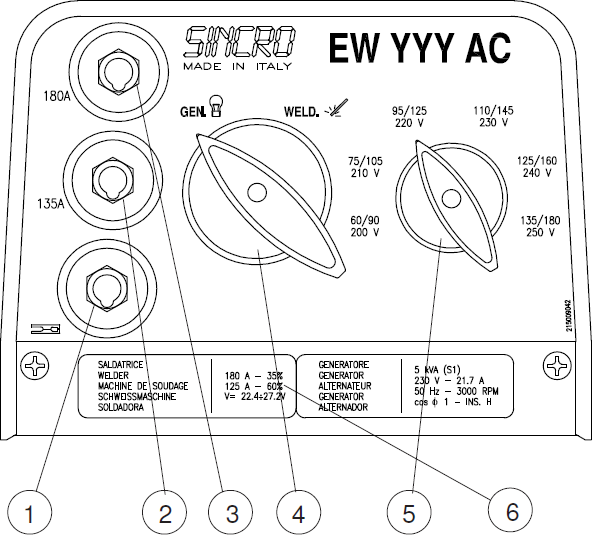 SINCRO
MADE IN ITALY
EW YYY AC
180A
135A
GEN.
WELD.
95/125
220 V
110/145
230 V
75/105
210 V
125/160
240 V
60/90
200 V
135/180
250 V
215009042
SALDATRICE
WELDER
MACHINE DE SOUDAGE
SCHWEISSMASCHINE
SOLDADORA
180 A – 35%
125 A – 60%
V= 22.4÷27.2V
GENERATORE
GENERATOR
ALTERNATEUR
GENERATOR
ALTERNADOR
5 kVA (S1)
230 V – 21.7 A
50 Hz – 3000 RPM
cos ϕ 1 – INS. H
1
2
3
4
5
6